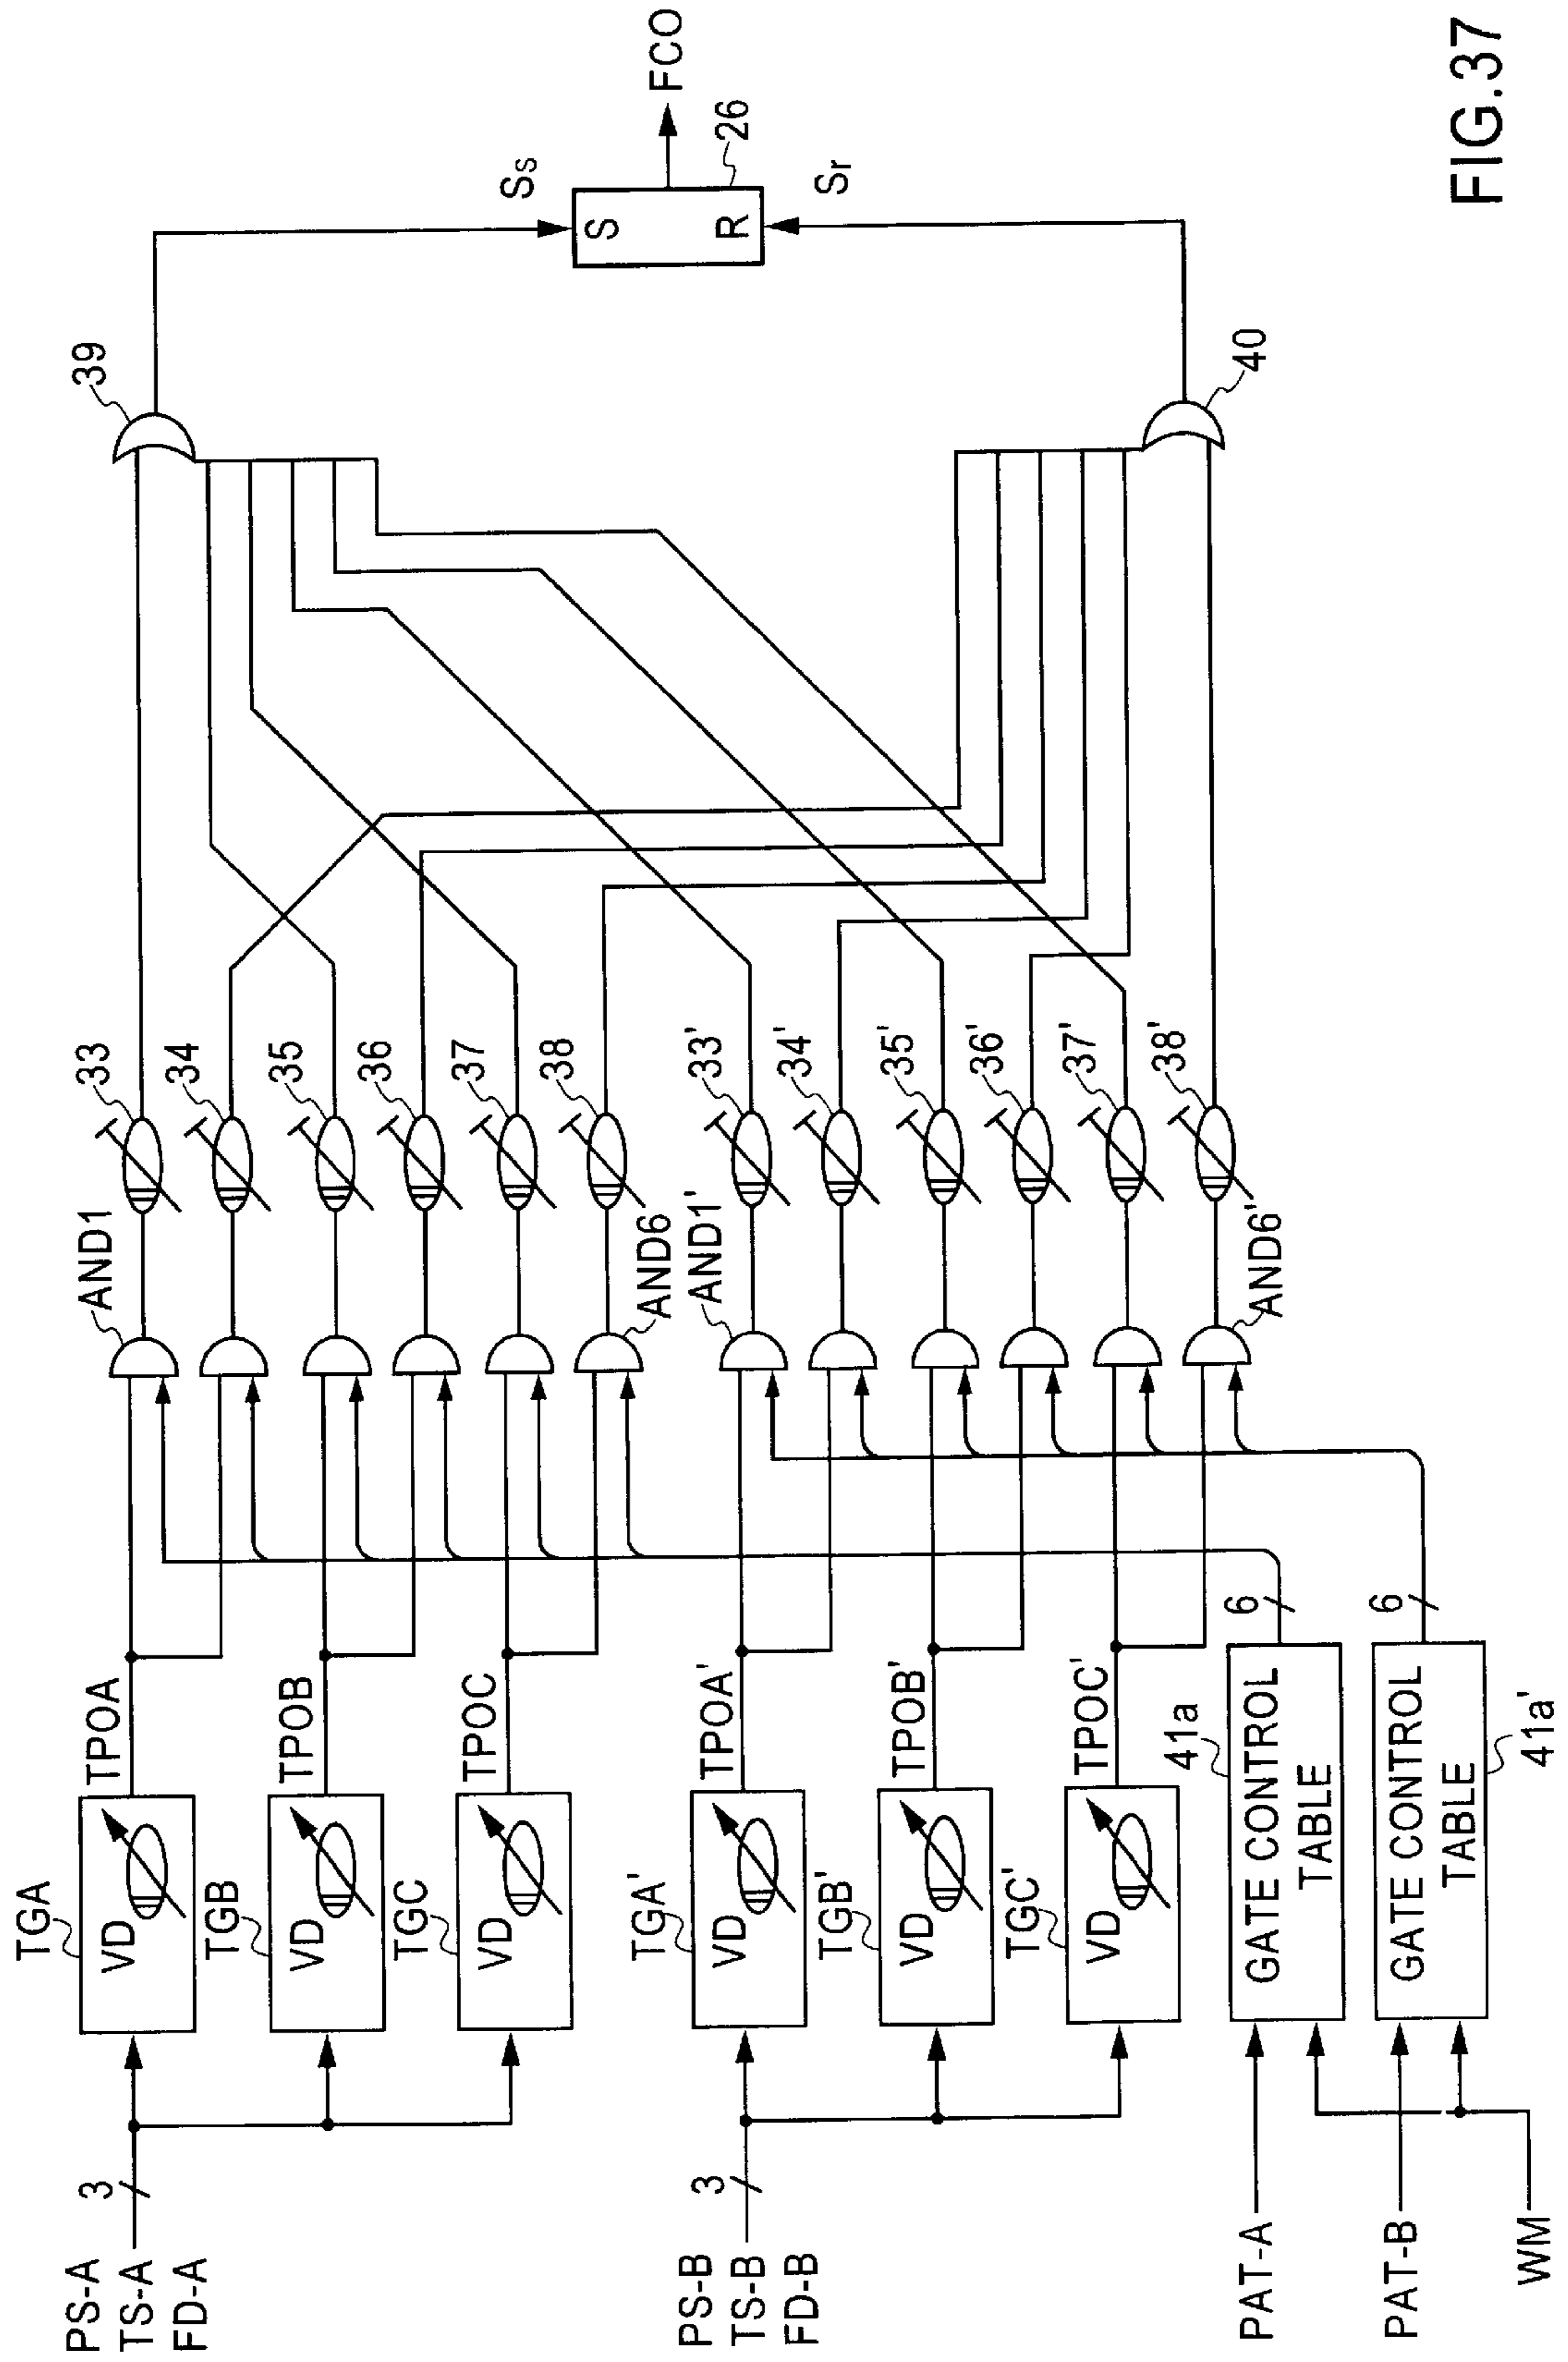 PS-A
TS-A
FD-A
3
TGA
VD
TPOA
AND1
33
34
TGB
VD
TPOB
35
36
TGC
VD
TPOC
37
38
AND6
39
Ss
S
R
26
FCO
Sr
40
PS-B
TS-B
FD-B
3
TGA'
VD
TPOA'
AND1'
33'
34'
TGB'
VD
TPOB'
35'
36'
TGC'
VD
TPOC'
37'
38'
AND6'
PAT-A
GATE CONTROL
TABLE
41a
6
PAT-B
GATE CONTROL
TABLE
41a'
6
WM
FIG.37